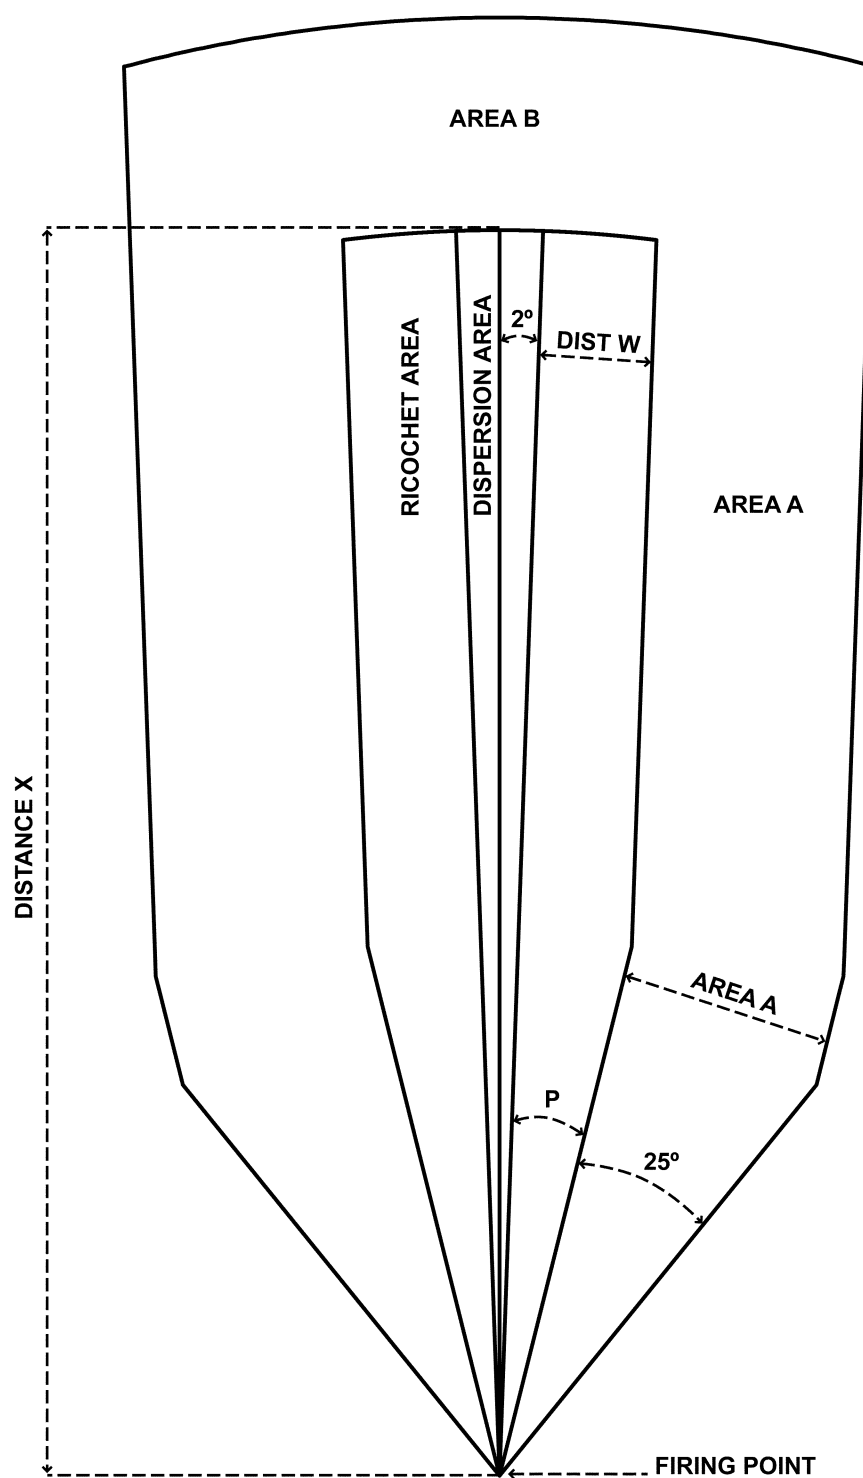 AREA B
RICOCHET AREA
DISPERSION AREA
2º
DIST W
AREA A
DISTANCE X
AREA A
P
25º
FIRING POINT